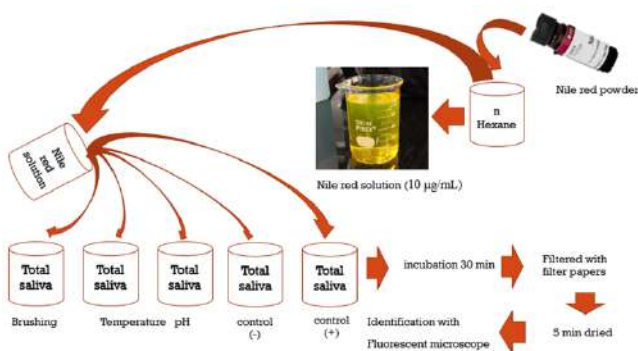 Nile red powder
n
Hexane
Nile
red
solution
Nile red solution (10 µg/mL)
Total
saliva
Total
saliva
Total
saliva
Total
saliva
Total
saliva
Brushing
Temperature
pH
control
(-)
control
(+)
incubation 30 min
Filtered with
filter papers
5 min dried
Identification with
Fluorescent microscope